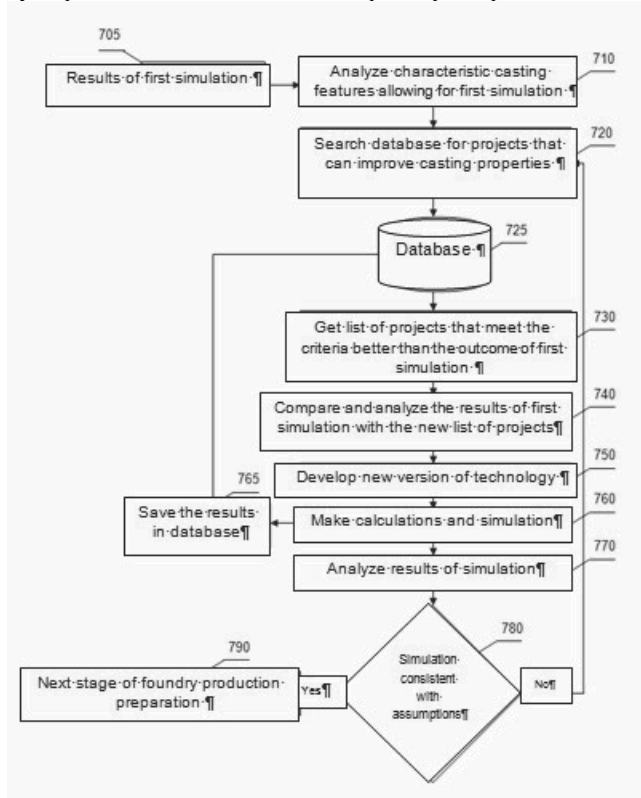 705
Results·of·first·simulation·¶
710
Analyze·characteristic·casting·
features·allowing·for·first·simulation·¶
720
Search·database·for·projects·that·
can·improve·casting·properties·¶
725
Database·¶
730
Get·list·of·projects·that·meet·the·
criteria·better·than·the·outcome·of·first·
simulation·¶
740
Compare·and·analyze·the·results·of·first·
simulation·with·the·new·list·of·projects¶
750
Develop·new·version·of·technology·¶
765
Save·the·results·
in·database¶
760
Make·calculations·and·simulation¶
770
Analyze·results·of·simulation¶
780
Simulation·
consistent·
with·
assumptions¶
790
Next·stage·of·foundry·production·
preparation·¶
Yes¶
No¶